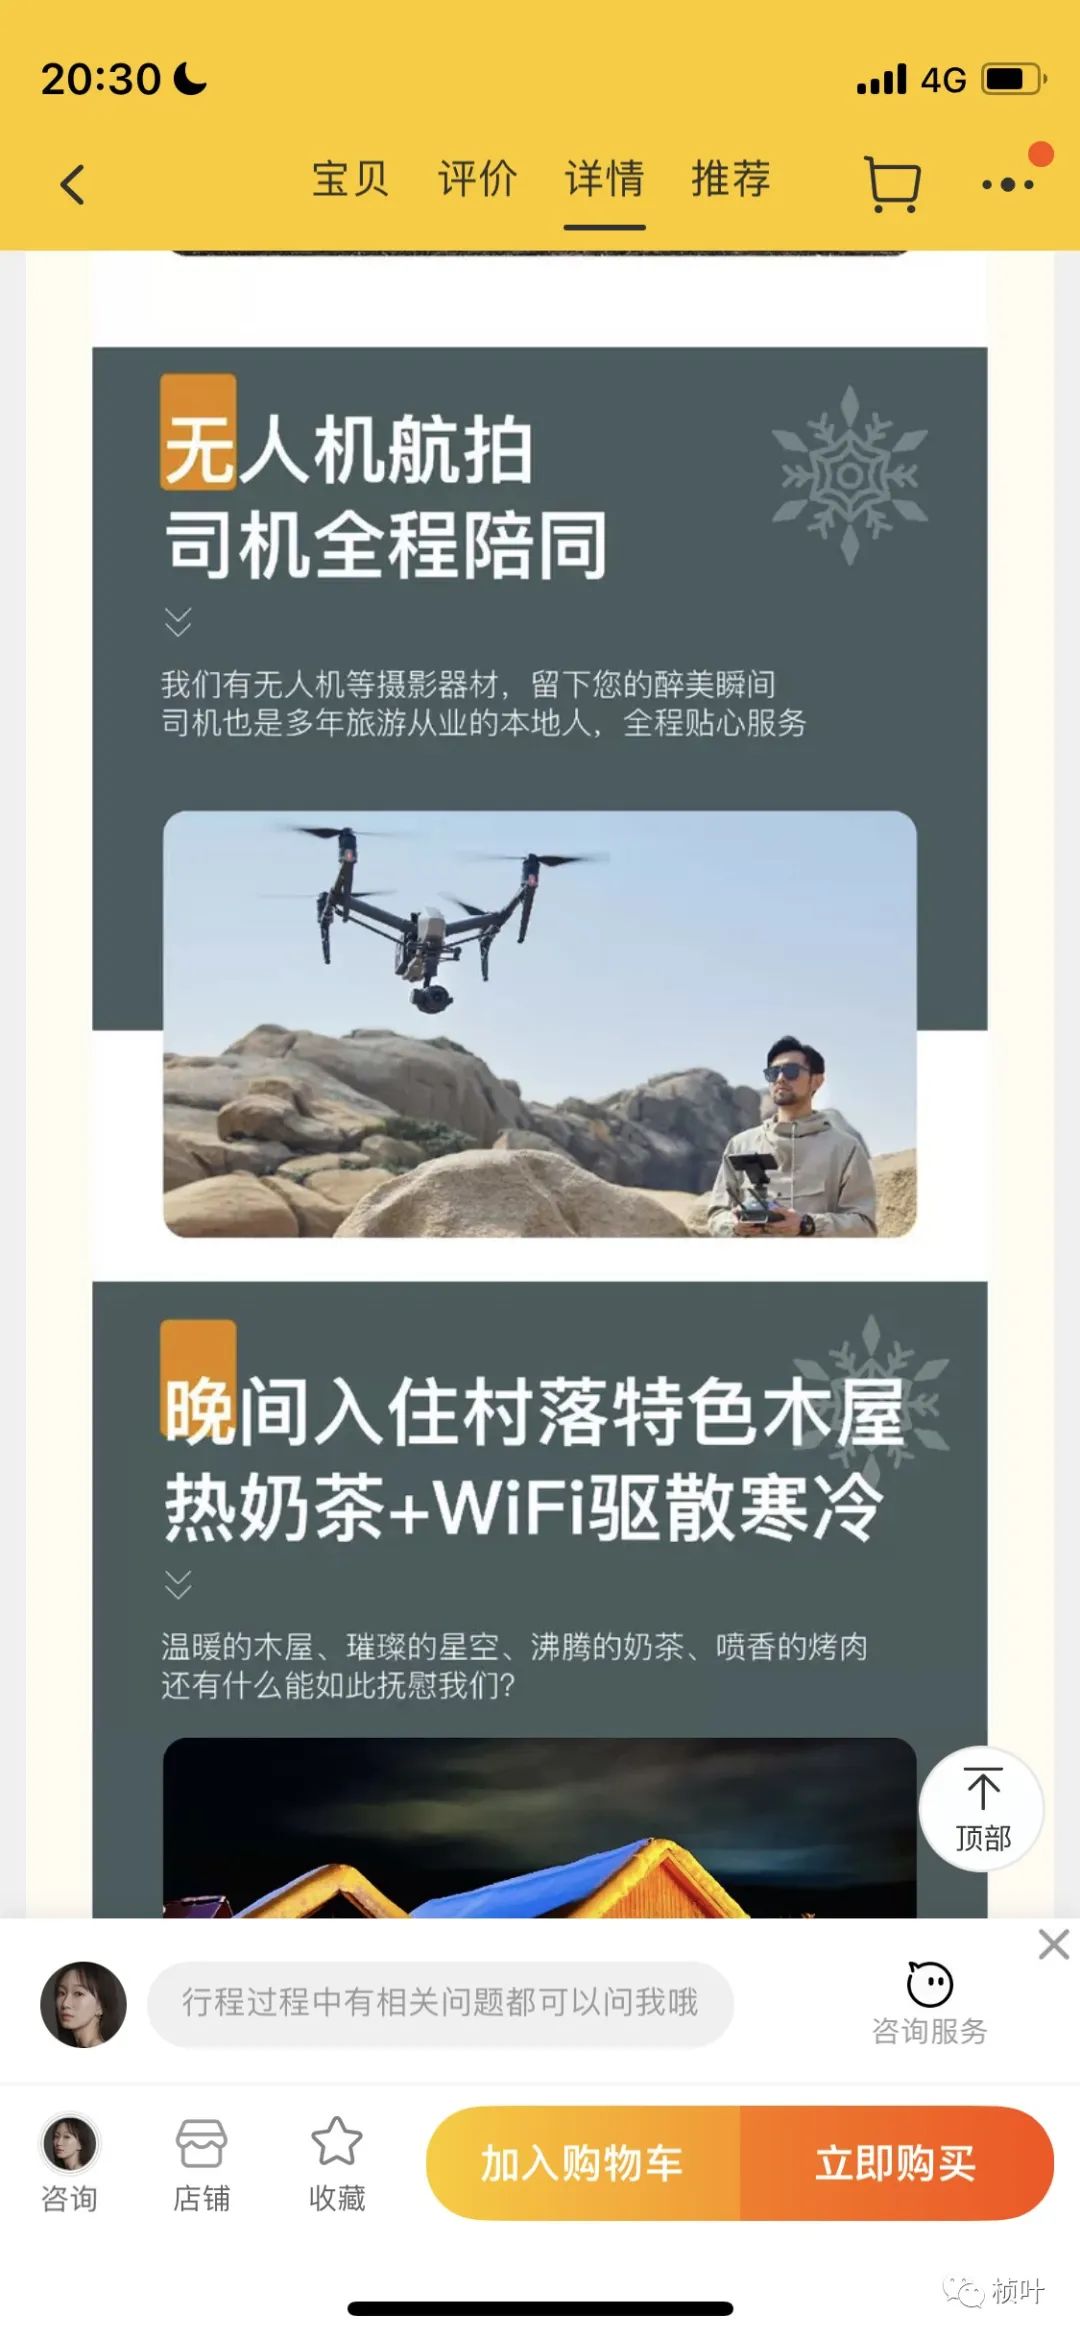 20:30
4G
宝贝 评价 详情 推荐
无人机航拍
司机全程陪同
我们有无人机等摄影器材，留下您的醉美瞬间
司机也是多年旅游从业的本地人，全程贴心服务
晚间入住村落特色木屋
热奶茶+WiFi驱散寒冷
温暖的木屋、璀璨的星空、沸腾的奶茶、喷香的烤肉
还有什么能如此抚慰我们？
顶部
行程过程中有相关问题都可以问我哦
咨询服务
咨询 店铺 收藏 加入购物车 立即购买
桢叶